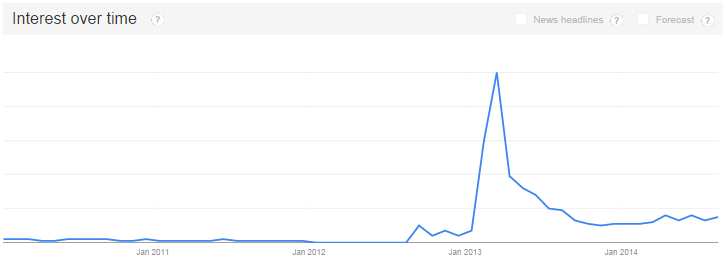 Interest over time ?
News headlines ? Forecast ?
Jan 2011 Jan 2012 Jan 2013 Jan 2014